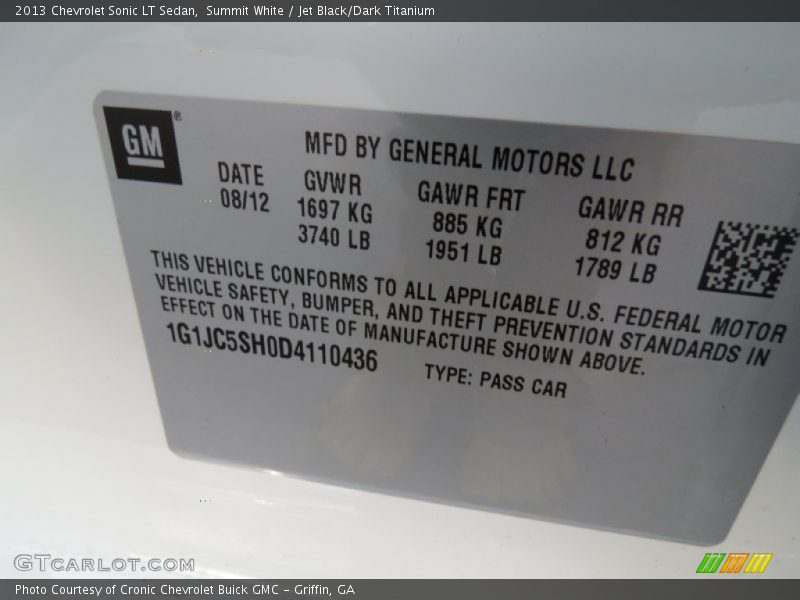 2013 Chevrolet Sonic LT Sedan,  Summit White / Jet Black/Dark Titanium
GM®
MFD BY GENERAL MOTORS LLC
DATE GVWR GAWR FRT GAWR RR
08/12 1697 KG 885 KG 812 KG
3740 LB 1951 LB 1789 LB
THIS VEHICLE CONFORMS TO ALL APPLICABLE U.S. FEDERAL MOTOR
VEHICLE SAFETY, BUMPER, AND THEFT PREVENTION STANDARDS IN
EFFECT ON THE DATE OF MANUFACTURE SHOWN ABOVE.
1G1JC5SH0D4110436 TYPE: PASS CAR
GTCARLOT.COM
Photo Courtesy of Cronic Chevrolet Buick GMC – Griffin, GA